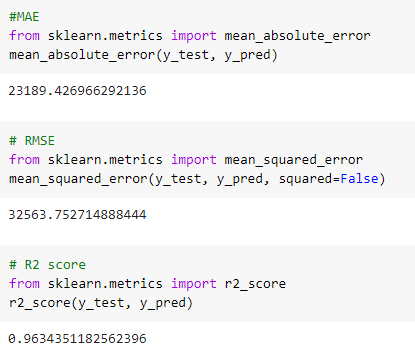 #MAE
from sklearn.metrics import mean_absolute_error
mean_absolute_error(y_test, y_pred)
23189.426966292136
# RMSE
from sklearn.metrics import mean_squared_error
mean_squared_error(y_test, y_pred, squared=False)
32563.752714888444
# R2 score
from sklearn.metrics import r2_score
r2_score(y_test, y_pred)
0.9634351182562396